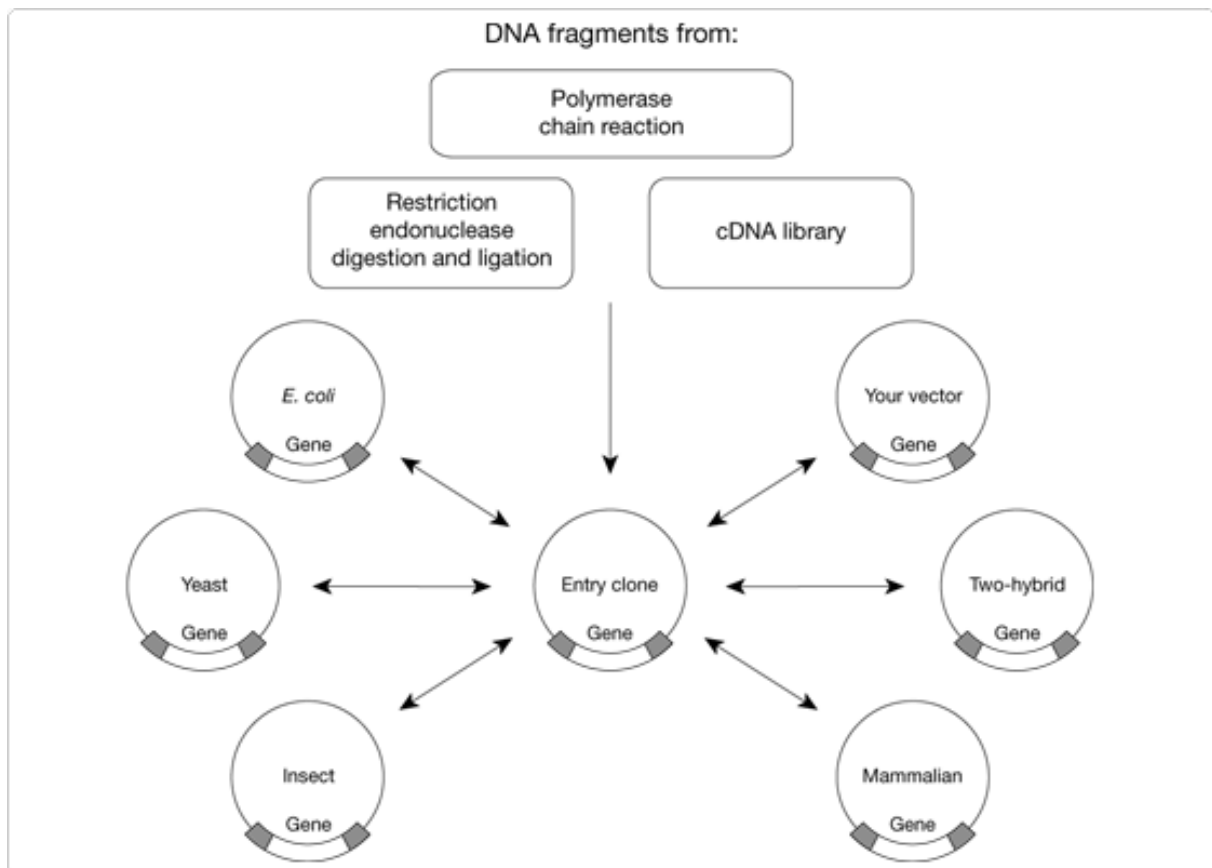 DNA fragments from:
Polymerase
chain reaction
Restriction
endonuclease
digestion and ligation
cDNA library
E. coli
Gene
Your vector
Gene
Yeast
Gene
Entry clone
Gene
Two-hybrid
Gene
Insect
Gene
Mammalian
Gene